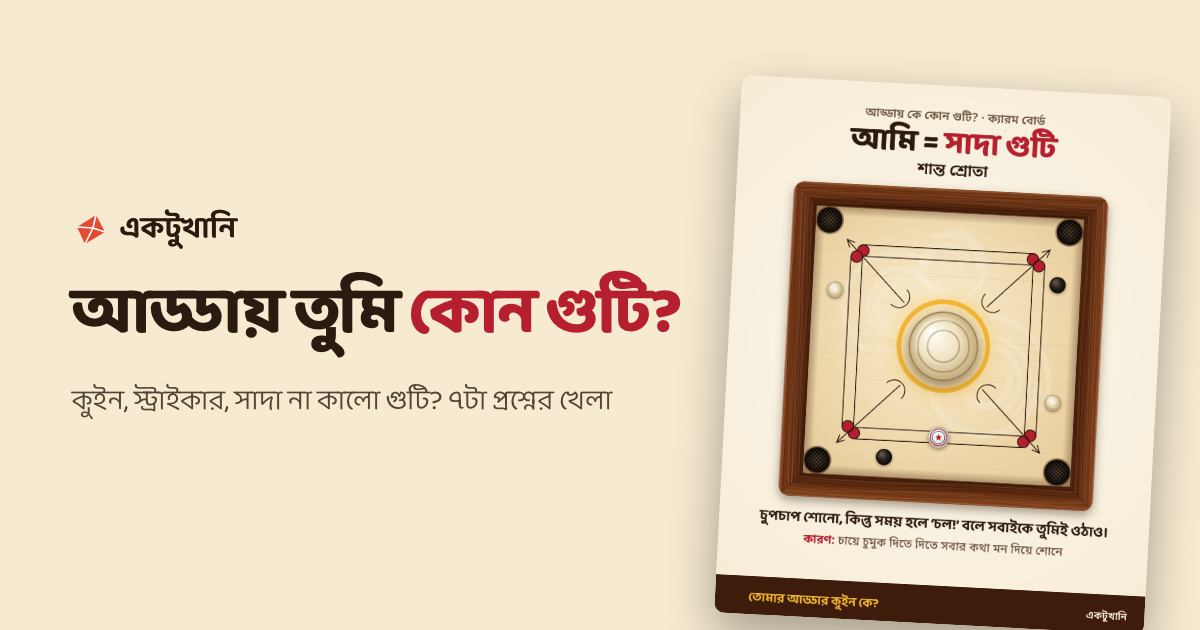 একটুখানি
আড্ডায় তুমি কোন গুটি?
কুইন, স্ট্রাইকার, সাদা না কালো গুটি? ৭টা প্রশ্নের খেলা
আড্ডায় কে কোন গুটি? · ক্যারম বোর্ড
আমি = সাদা গুটি
শান্ত শ্রোতা
চুপচাপ শোনো, কিন্তু সময় হলে ‘চল!’ বলে সবাইকে তুমিই ওঠাও।
কারণ: চায়ে চুমুক দিতে দিতে সবার কথা মন দিয়ে শোনে
তোমার আড্ডার কুইন কে?
একটুখানি